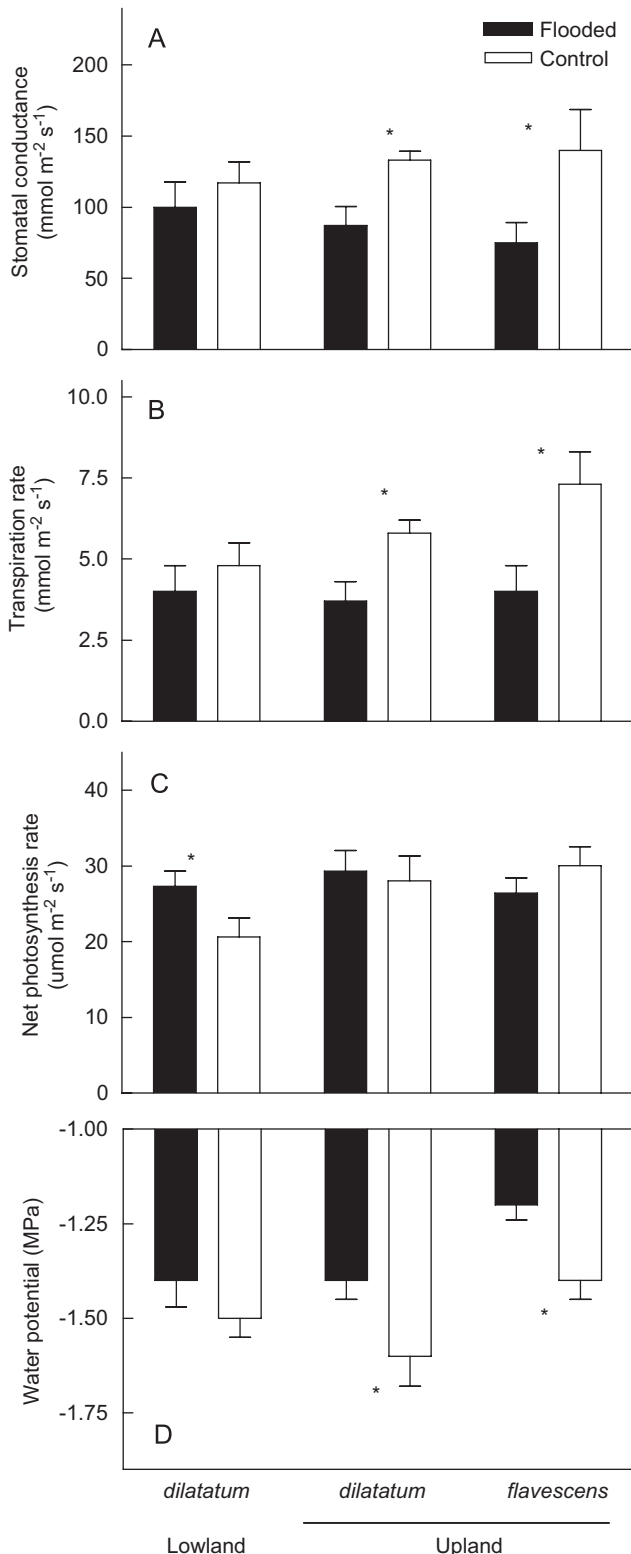 A
Flooded
Control
Stomatal conductance
(mmol m-2 s-1)
200
150
100
50
0
*
*
B
Transpiration rate
(mmol m-2 s-1)
10.0
7.5
5.0
2.5
0.0
*
*
C
Net photosynthesis rate
(umol m-2 s-1)
40
30
20
10
0
*
Water potential (MPa)
-1.00
-1.25
-1.50
-1.75
*
*
D
dilatatum dilatatum flavescens
Lowland Upland